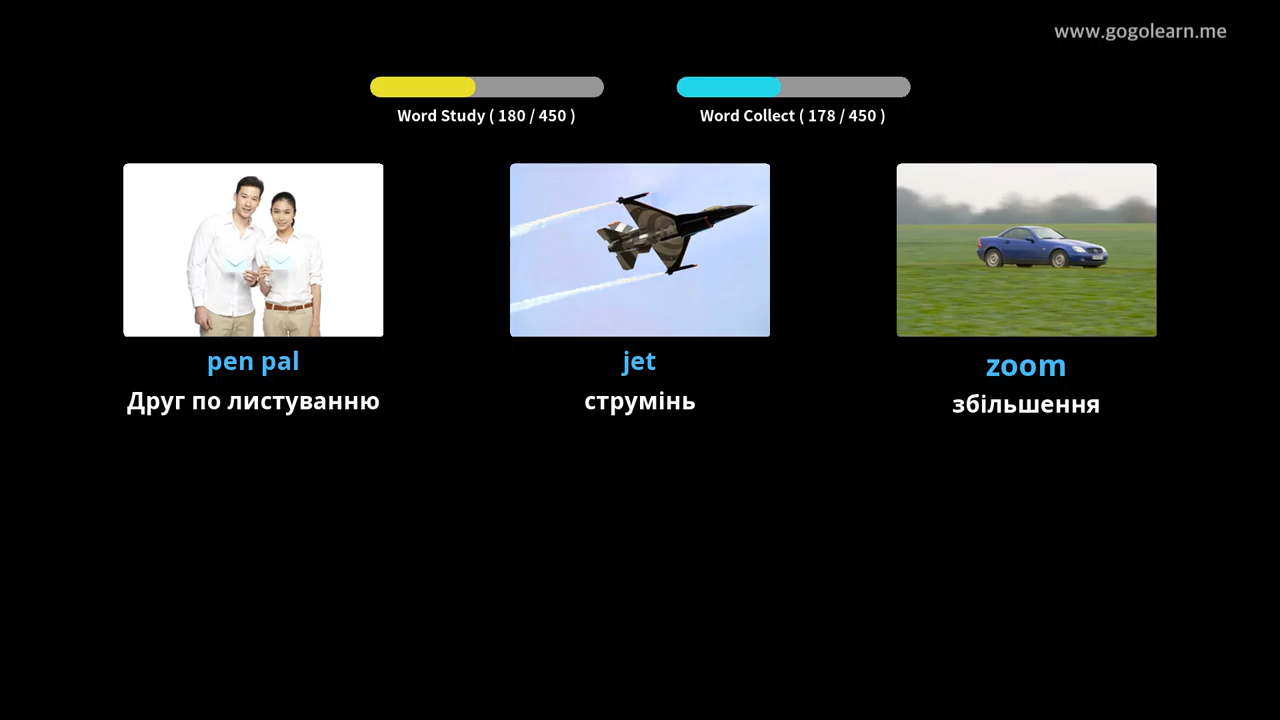 www.gogolearn.me
Word Study ( 180 / 450 )
Word Collect ( 178 / 450 )
pen pal
jet
zoom
Друг по листуванню
струмінь
збільшення